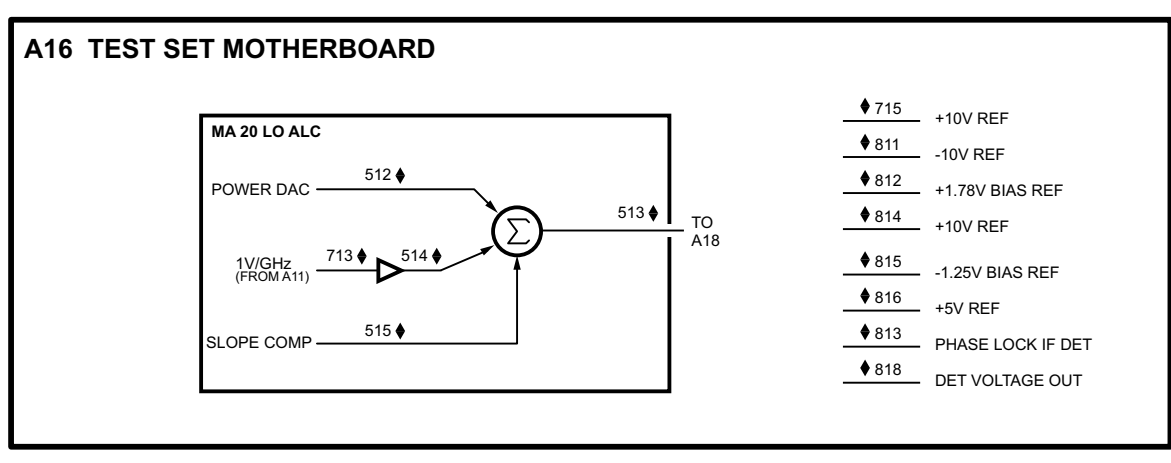 A16 TEST SET MOTHERBOARD
MA 20 LO ALC
POWER DAC
512
1V/GHz
(FROM A11)
713
514
SLOPE COMP
515
Σ
513
TO
A18
715 +10V REF
811 -10V REF
812 +1.78V BIAS REF
814 +10V REF
815 -1.25V BIAS REF
816 +5V REF
813 PHASE LOCK IF DET
818 DET VOLTAGE OUT